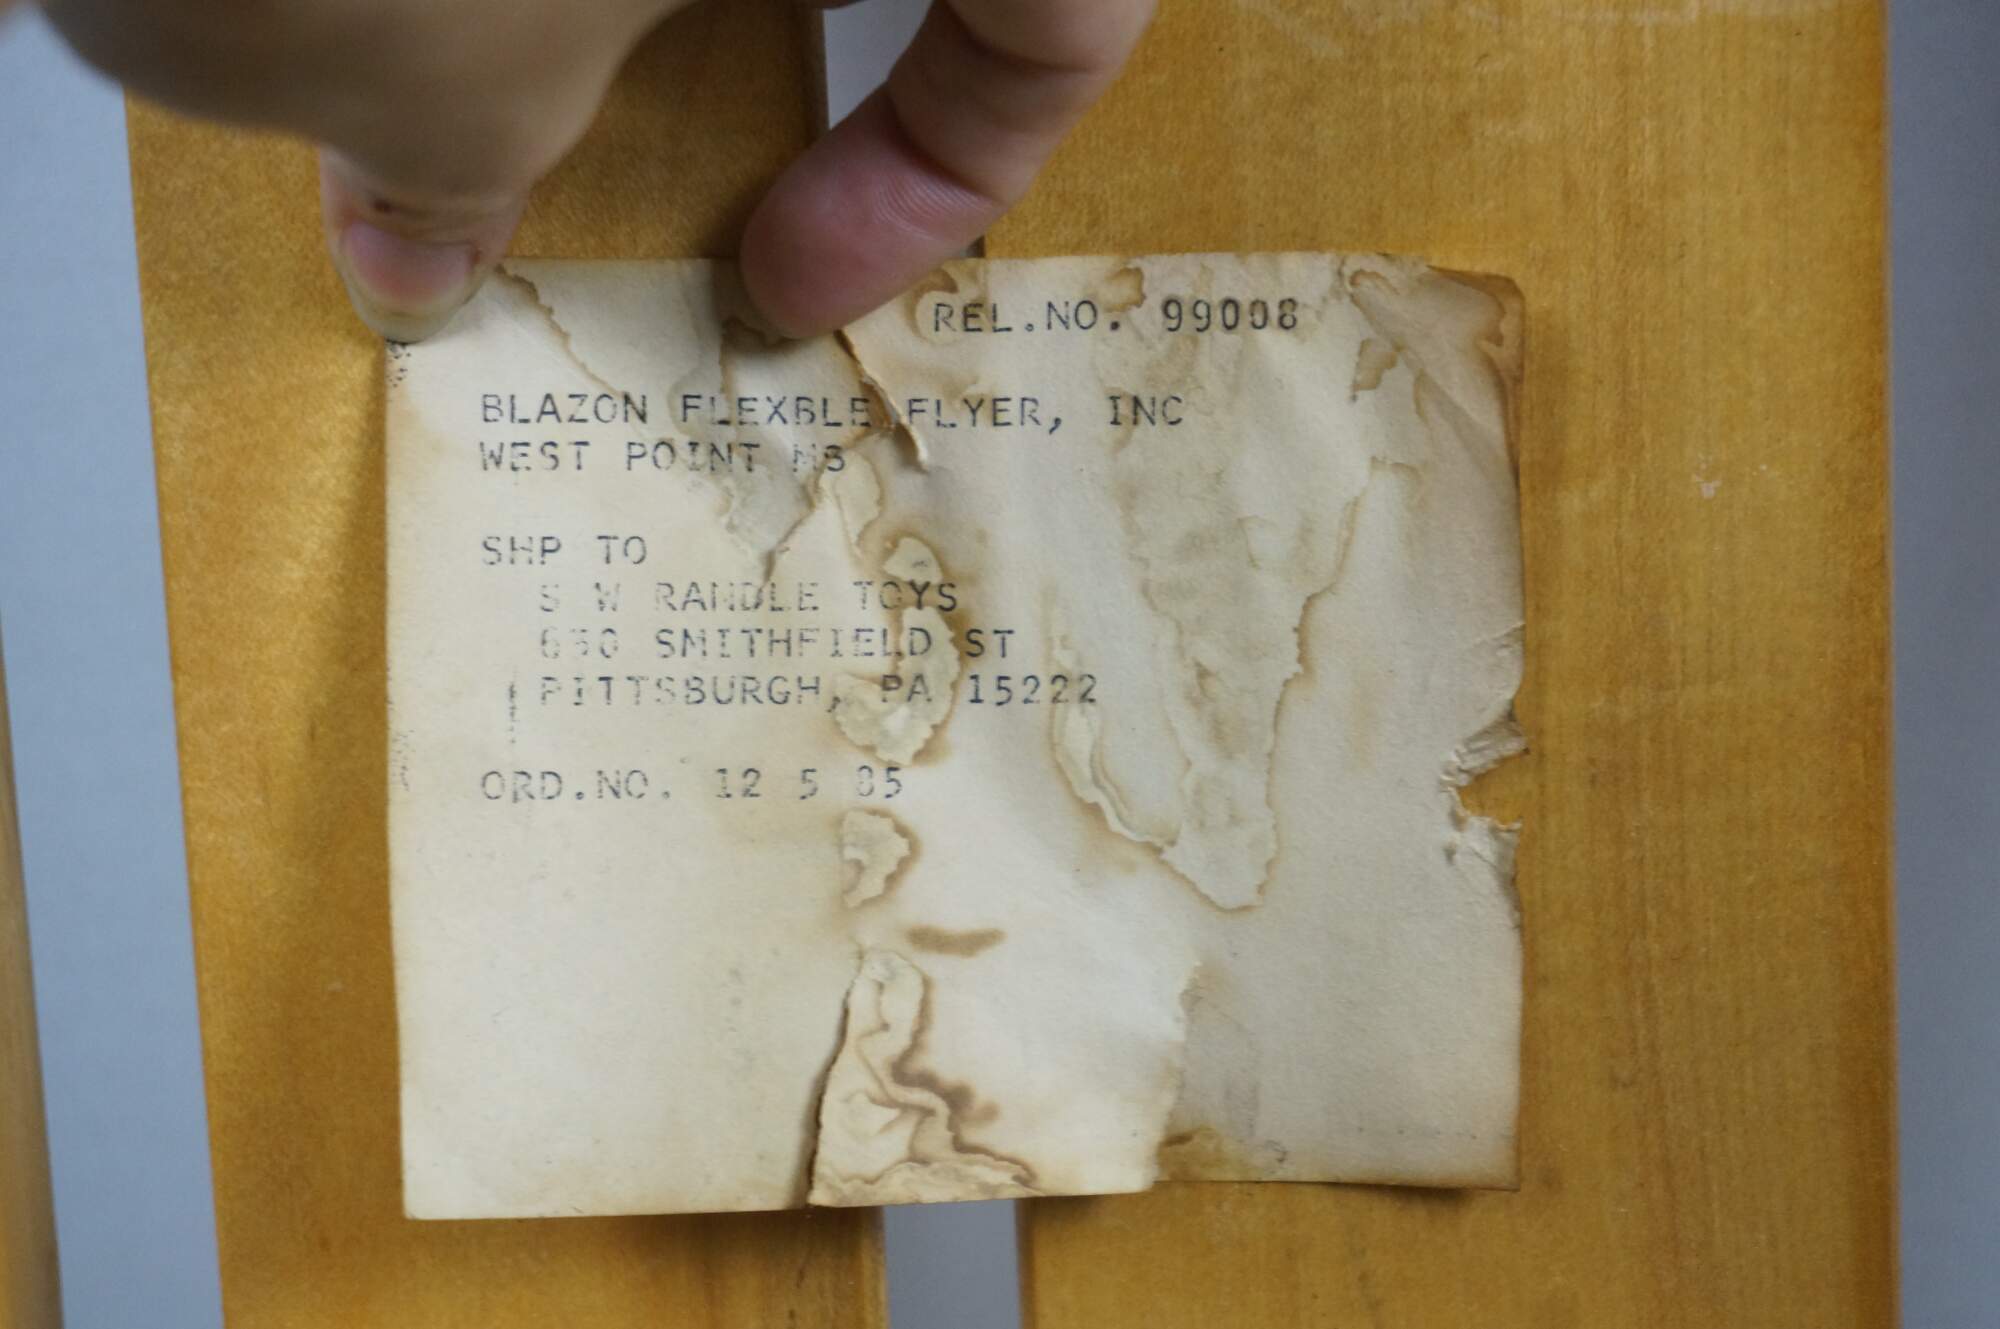 REL.NO. 99008
BLAZON FLEXBLE FLYER, INC
WEST POINT MS
SHP TO
S W RANDLE TOYS
630 SMITHFIELD ST
PITTSBURGH, PA 15222
ORD.NO. 12 5 85